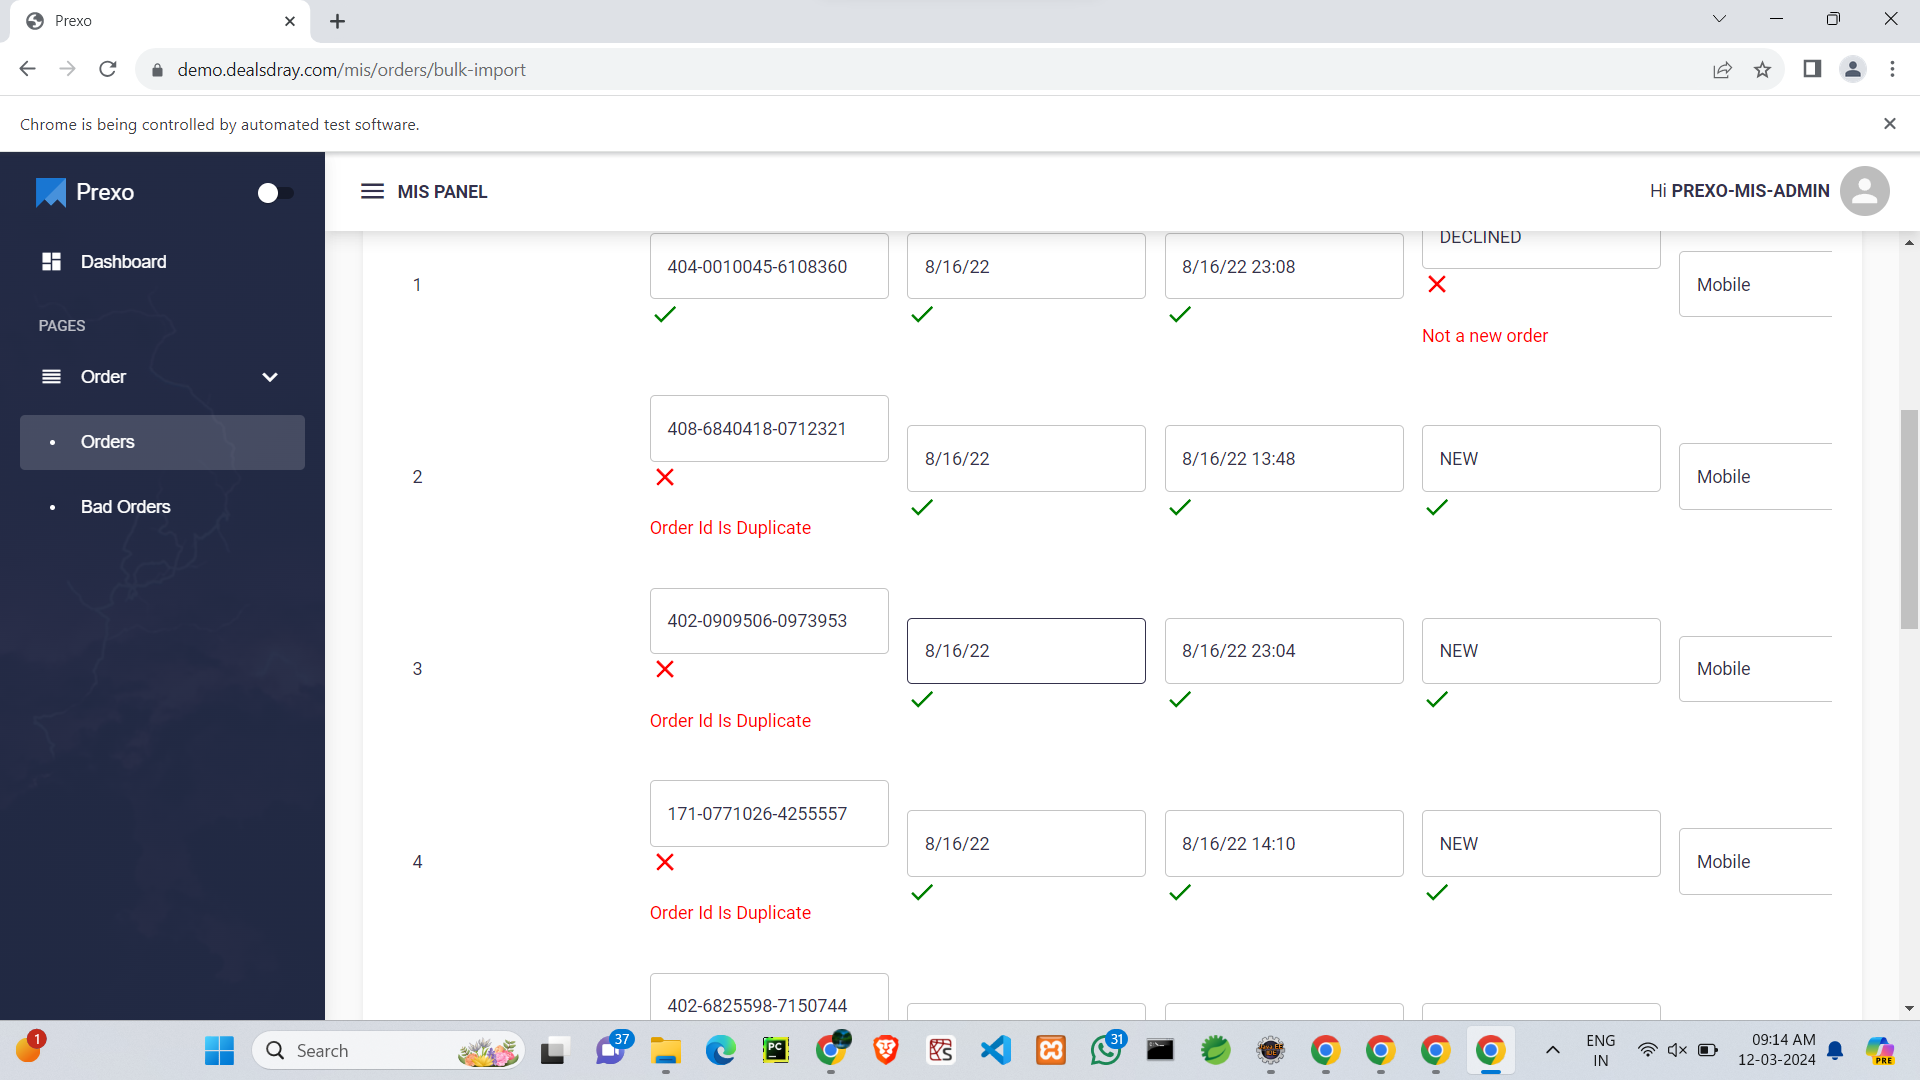 Prexo
demo.dealsdray.com/mis/orders/bulk-import
Chrome is being controlled by automated test software.
Prexo
MIS PANEL
Hi PREXO-MIS-ADMIN
Dashboard
PAGES
Order
Orders
Bad Orders
1
404-0010045-6108360
8/16/22
8/16/22 23:08
DECLINED
Not a new order
Mobile
2
408-6840418-0712321
Order Id Is Duplicate
8/16/22
8/16/22 13:48
NEW
Mobile
3
402-0909506-0973953
Order Id Is Duplicate
8/16/22
8/16/22 23:04
NEW
Mobile
4
171-0771026-4255557
Order Id Is Duplicate
8/16/22
8/16/22 14:10
NEW
Mobile
402-6825598-7150744
1
Search
37
PC
31
ENG
IN
09:14 AM
12-03-2024
PRE